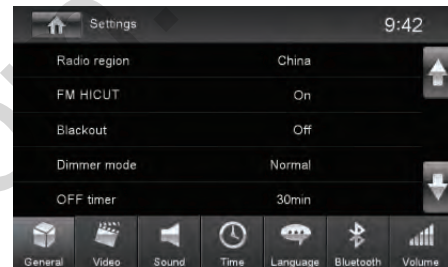 Settings 9:42
Radio region China
FM HICUT On
Blackout Off
Dimmer mode Normal
OFF timer 30min
General Video Sound Time Language Bluetooth Volume